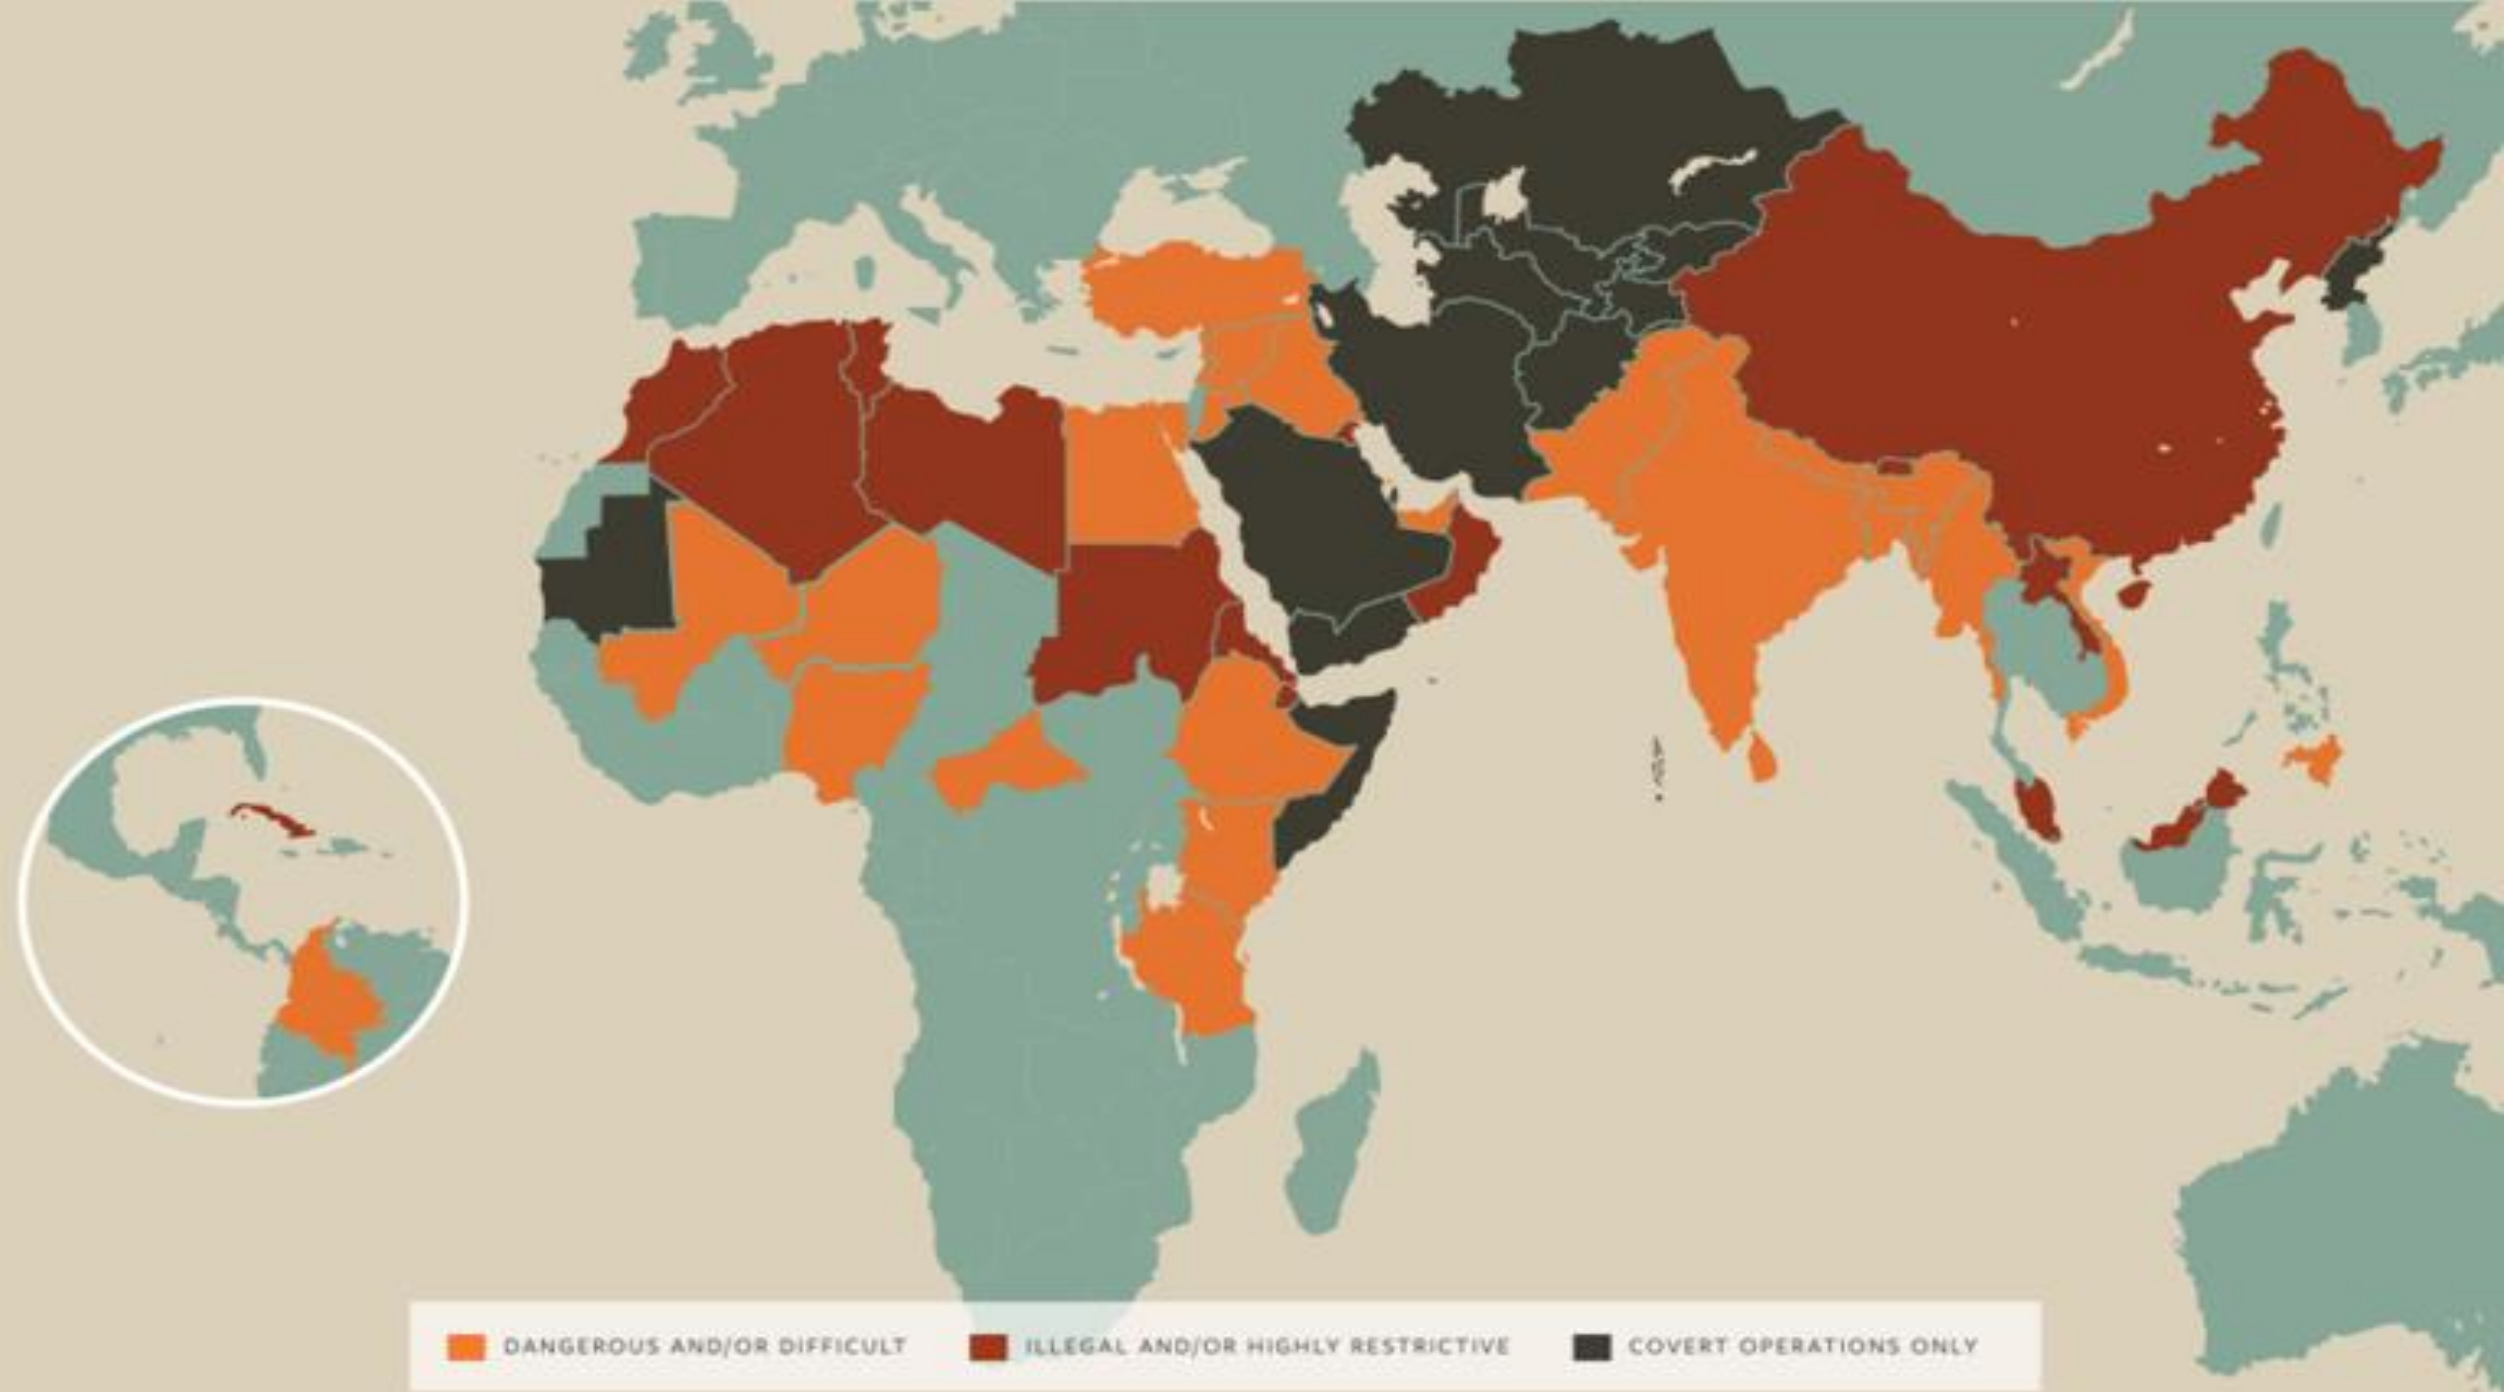 DANGEROUS AND/OR DIFFICULT
ILLEGAL AND/OR HIGHLY RESTRICTIVE
COVERT OPERATIONS ONLY